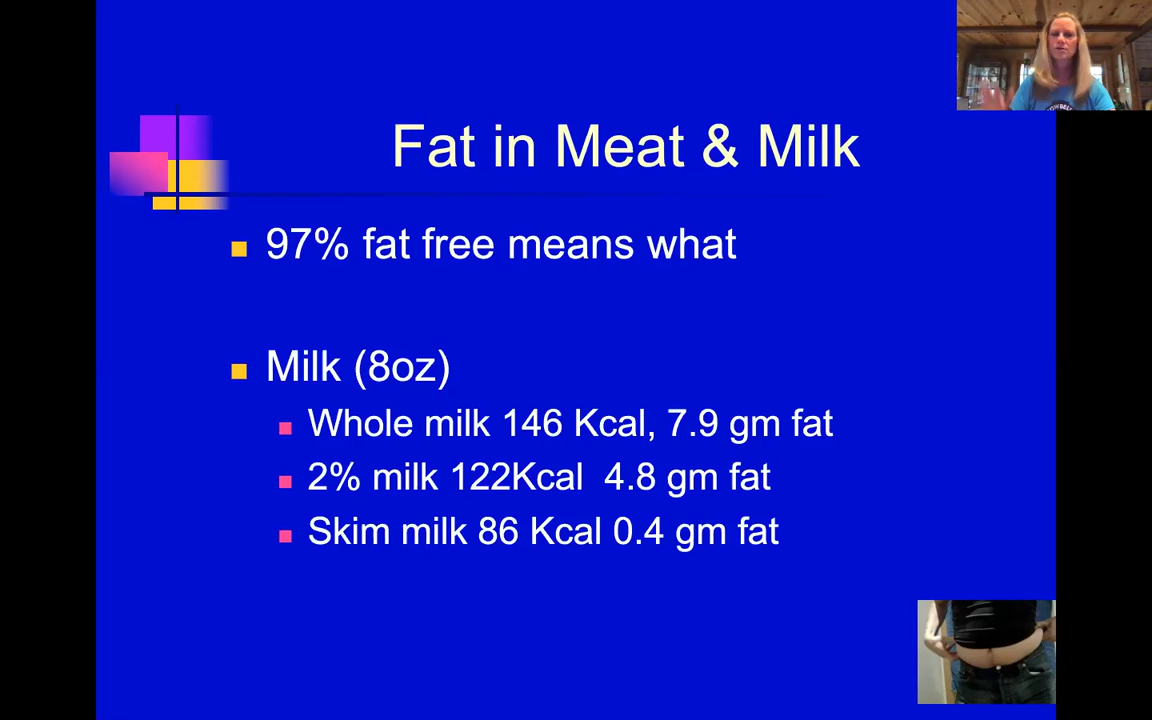 Fat in Meat & Milk
97% fat free means what
Milk (8oz)
Whole milk 146 Kcal, 7.9 gm fat
2% milk 122Kcal  4.8 gm fat
Skim milk 86 Kcal 0.4 gm fat